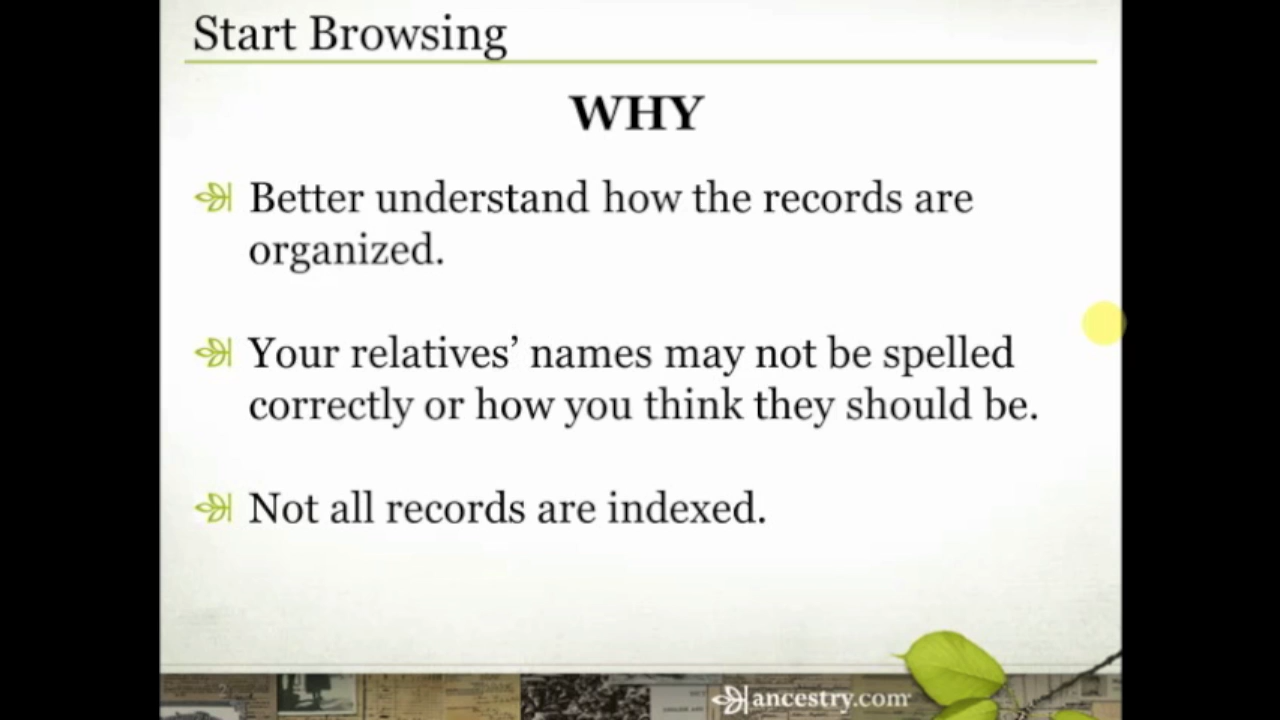 Start Browsing
WHY
Better understand how the records are
organized.
Your relatives’ names may not be spelled
correctly or how you think they should be.
Not all records are indexed.
2
ancestry.com